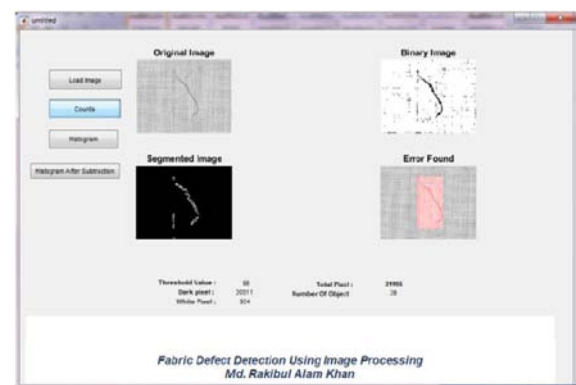 untitled
Original Image
Binary Image
Load Image
Counts
Histogram
Histogram After Subtraction
Segmented Image
Error Found
Threshold Value :
Total Pixel :
Dark pixel :
Number Of Object
White Pixel :
Fabric Defect Detection Using Image Processing
Md. Rakibul Alam Khan